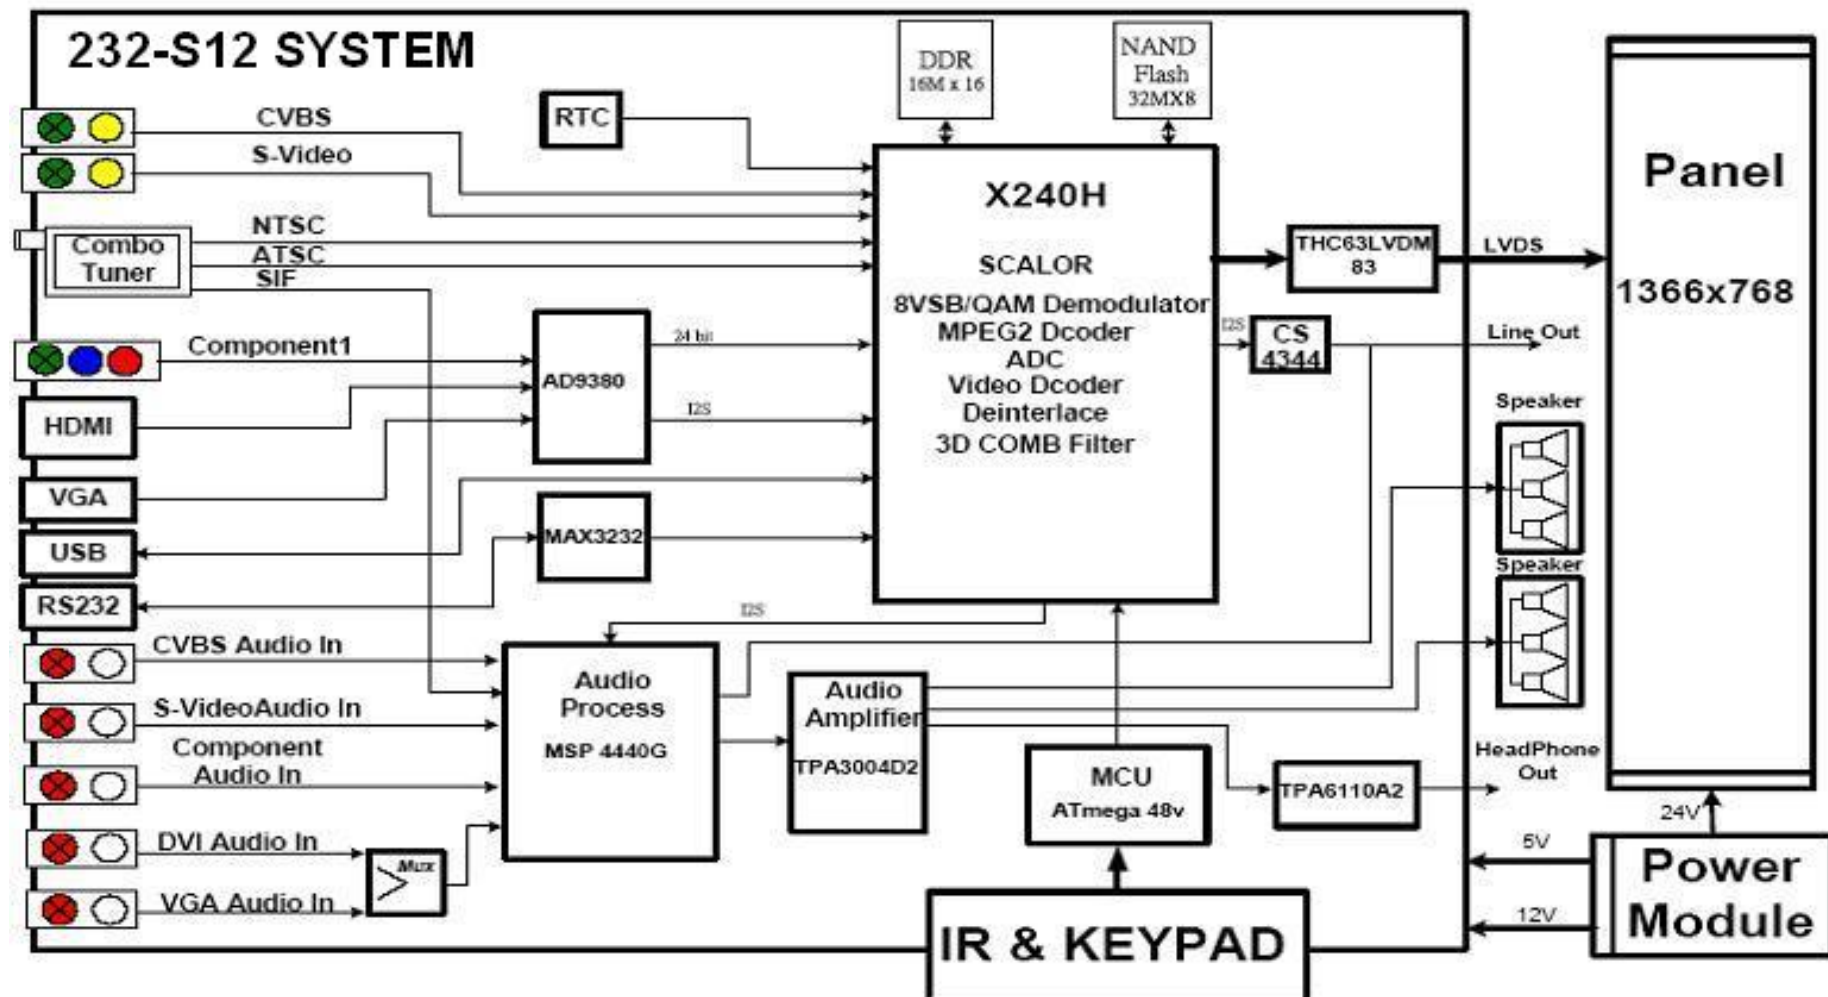 232-S12 SYSTEM
DDR
16M x 16
NAND
Flash
32MX8
CVBS
S-Video
RTC
Combo
Tuner
NTSC
ATSC
SIF
Component1
HDMI
VGA
USB
RS232
AD9380
24 bit
I2S
MAX3232
X240H
SCALOR
8VSB/QAM Demodulator
MPEG2 Dcoder
ADC
Video Dcoder
Deinterlace
3D COMB Filter
THC63LVDM
83
LVDS
I2S
CS
4344
Line Out
Panel
1366x768
Speaker
Speaker
I2S
CVBS Audio In
S-VideoAudio In
Component
Audio In
DVI Audio In
VGA Audio In
Mux
Audio
Process
MSP 4440G
Audio
Amplifier
TPA3004D2
MCU
ATmega 48v
TPA6110A2
HeadPhone
Out
IR & KEYPAD
24V
5V
12V
Power
Module